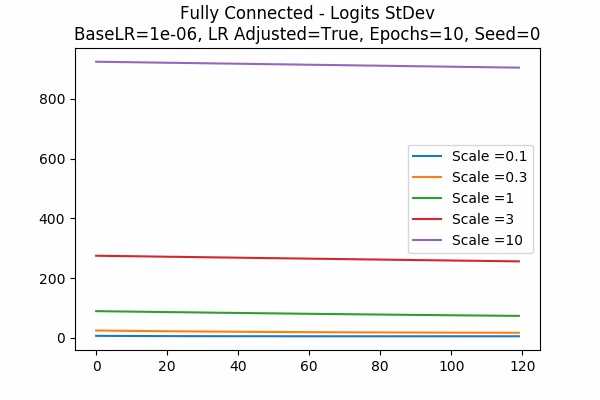 Fully Connected - Logits StDev
BaseLR=1e-06, LR Adjusted=True, Epochs=10, Seed=0
800
600
400
200
0
Scale =0.1
Scale =0.3
Scale =1
Scale =3
Scale =10
0 20 40 60 80 100 120